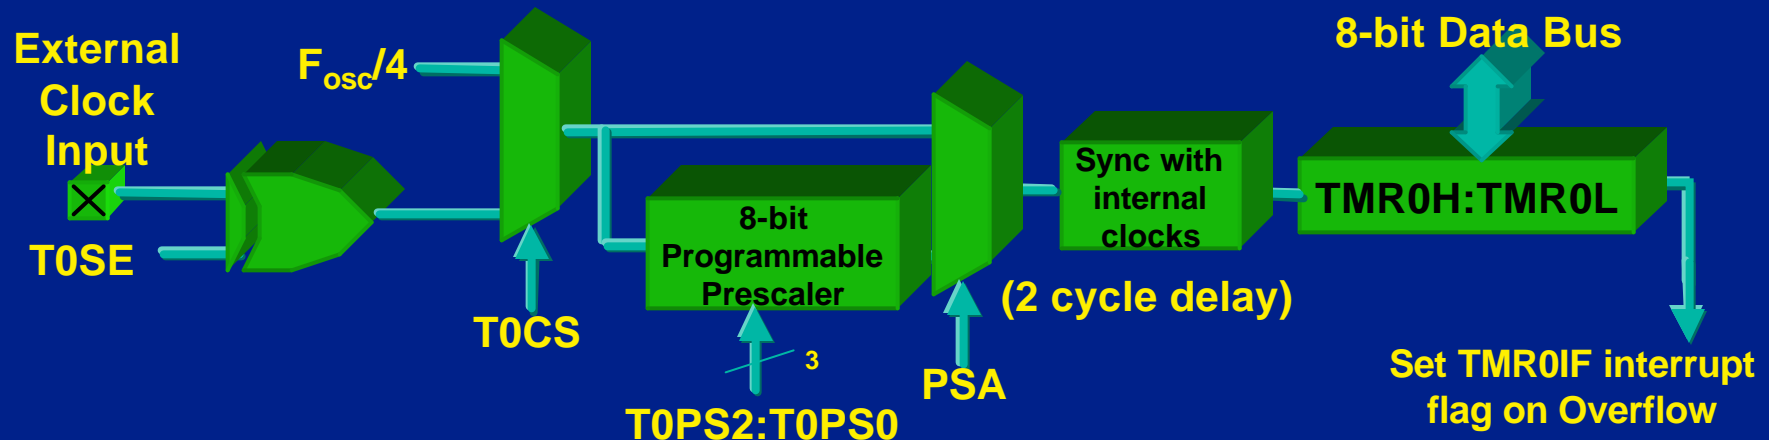 External
Clock
Input
T0SE
Fosc/4
T0CS
8-bit
Programmable
Prescaler
3
T0PS2:T0PS0
PSA
Sync with
internal
clocks
(2 cycle delay)
8-bit Data Bus
TMR0H:TMR0L
Set TMR0IF interrupt
flag on Overflow